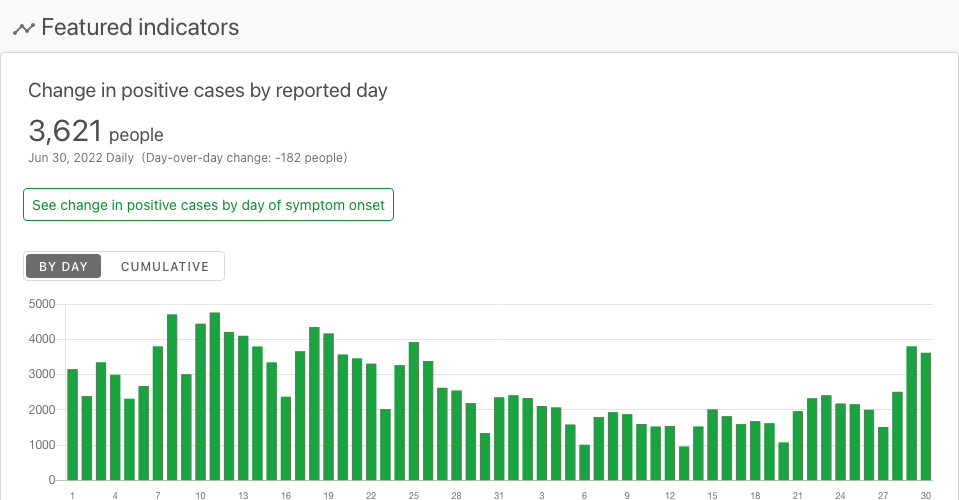 Featured indicators
Change in positive cases by reported day
3,621 people
Jun 30, 2022 Daily (Day-over-day change: -182 people)
See change in positive cases by day of symptom onset
BY DAY CUMULATIVE
5000
4000
3000
2000
1000
0
1 4 7 10 13 16 19 22 25 28 31 3 6 9 12 15 18 21 24 27 30